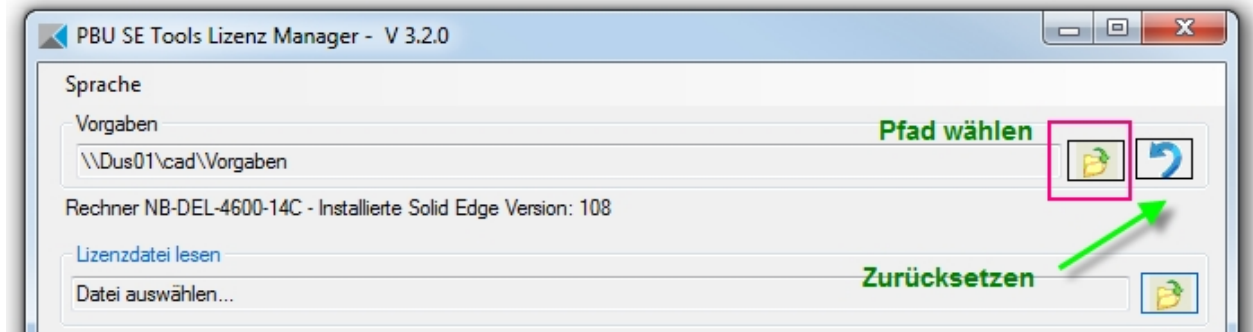 PBU SE Tools Lizenz Manager - V 3.2.0
Sprache
Vorgaben
Pfad wählen
\\Dus01\cad\Vorgaben
Rechner NB-DEL-4600-14C - Installierte Solid Edge Version: 108
Lizenzdatei lesen
Zurücksetzen
Datei auswählen...